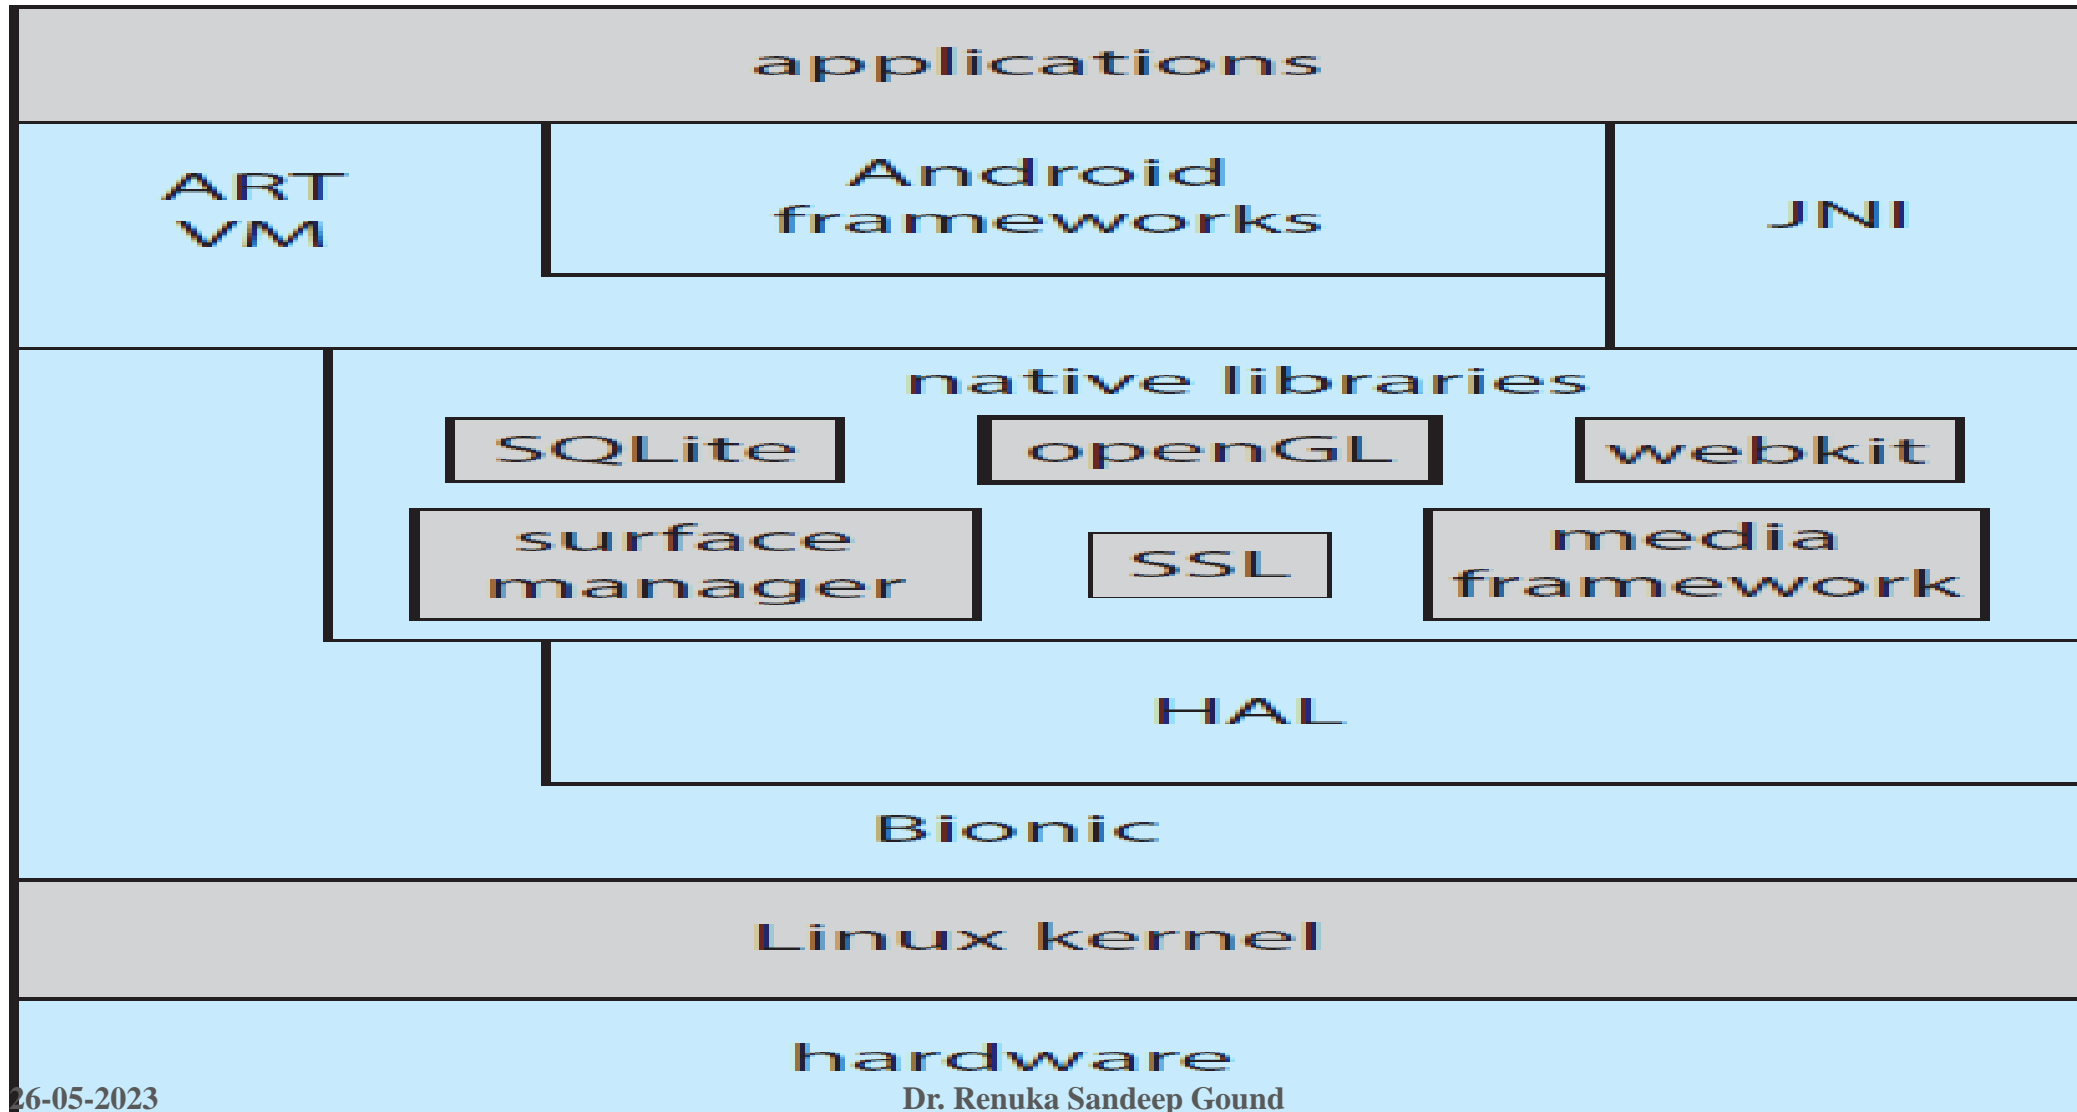 applications
ART
VM
Android
frameworks
JNI
native libraries
SQLite
openGL
webkit
surface
manager
SSL
media
framework
HAL
Bionic
Linux kernel
hardware
26-05-2023
Dr. Renuka Sandeep Gound